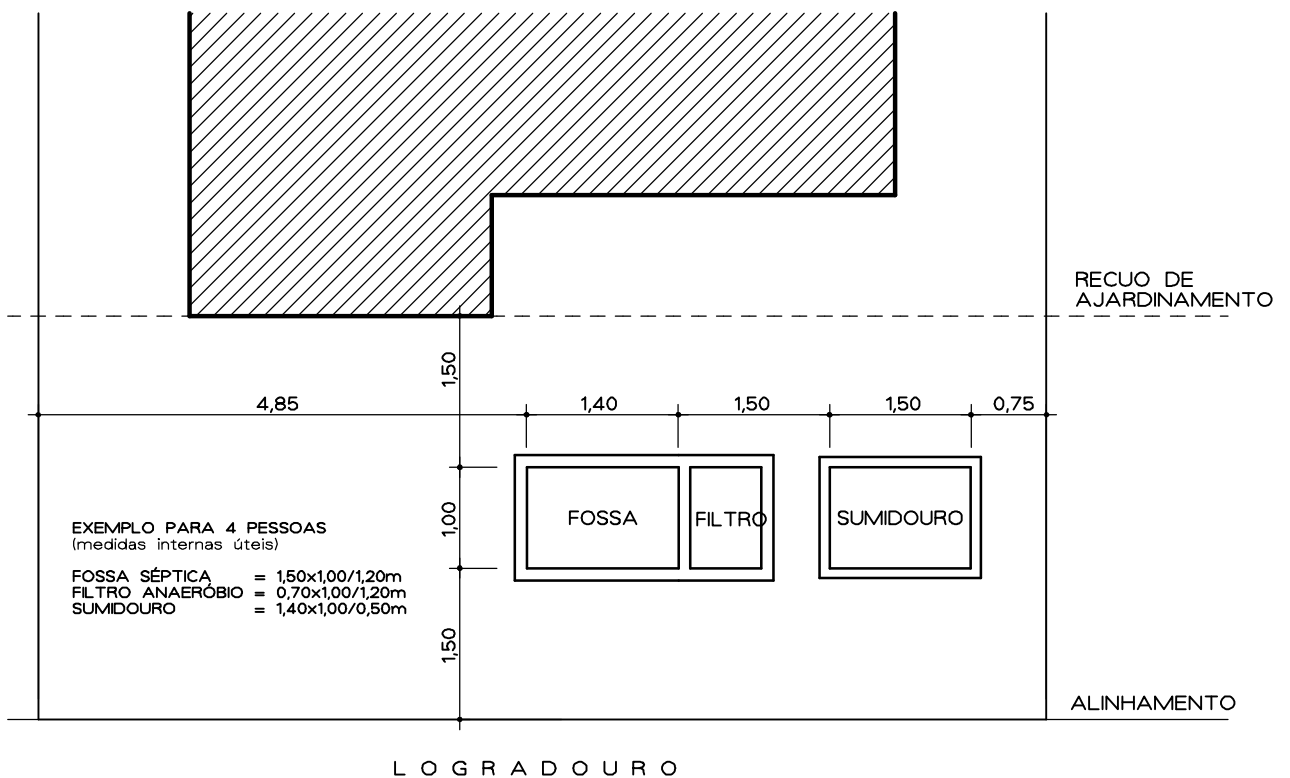 RECUO DE
AJARDINAMENTO
1,50
4,85 1,40 1,50 1,50 0,75
1,00
FOSSA FILTRO SUMIDOURO
EXEMPLO PARA 4 PESSOAS
(medidas internas úteis)
FOSSA SÉPTICA = 1,50x1,00/1,20m
FILTRO ANAERÓBIO = 0,70x1,00/1,20m
SUMIDOURO = 1,40x1,00/0,50m
1,50
ALINHAMENTO
LOGRADOURO